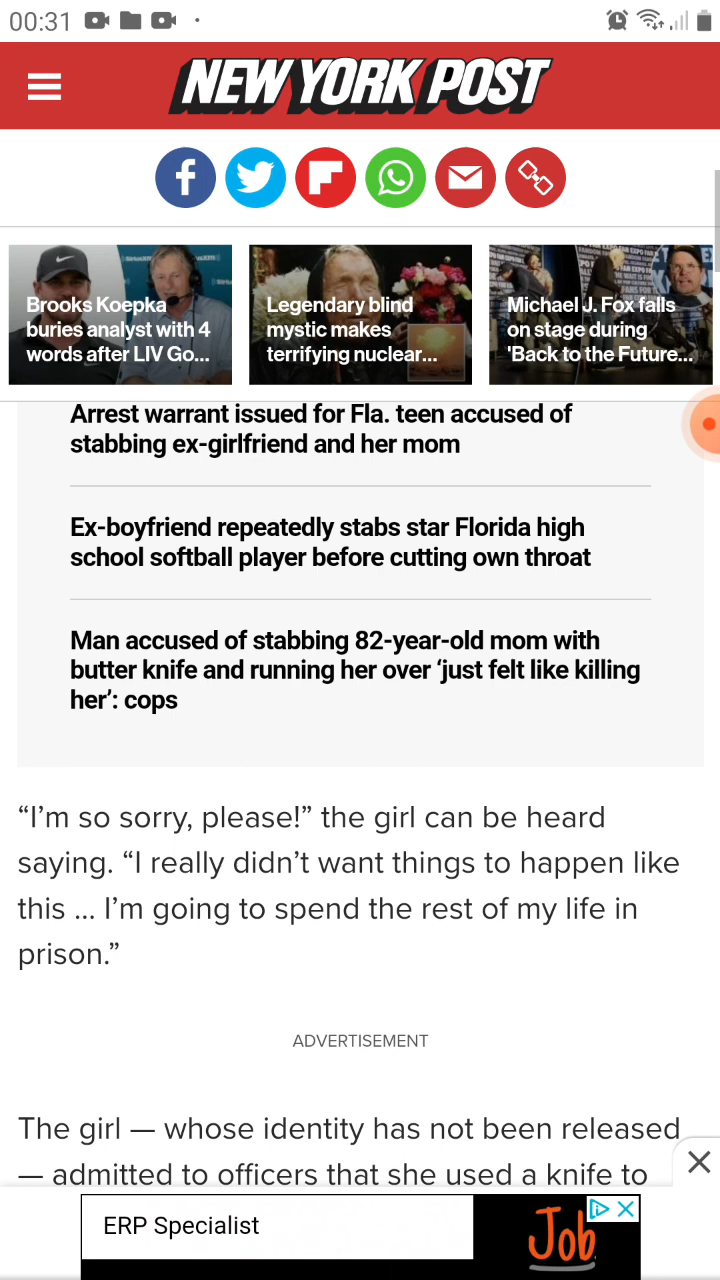 00:31
NEW YORK POST
Brooks Koepka
buries analyst with 4
words after LIV Go...
Legendary blind
mystic makes
terrifying nuclear...
Michael J. Fox falls
on stage during
'Back to the Future...
Arrest warrant issued for Fla. teen accused of
stabbing ex-girlfriend and her mom
Ex-boyfriend repeatedly stabs star Florida high
school softball player before cutting own throat
Man accused of stabbing 82-year-old mom with
butter knife and running her over ‘just felt like killing
her’: cops
“I’m so sorry, please!” the girl can be heard
saying. “I really didn’t want things to happen like
this ... I’m going to spend the rest of my life in
prison.”
ADVERTISEMENT
The girl — whose identity has not been released
— admitted to officers that she used a knife to
ERP Specialist
Job